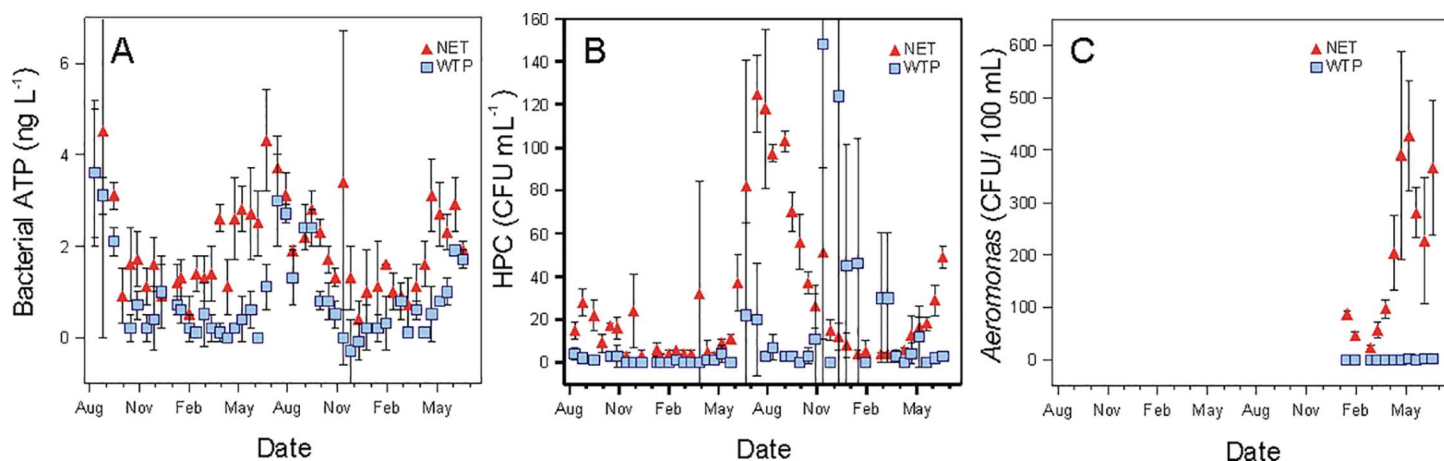 A
NET
WTP
Bacterial ATP (ng L-1)
6
4
2
0
Aug Nov Feb May Aug Nov Feb May
Date
B
NET
WTP
HPC (CFU mL-1)
160
140
120
100
80
60
40
20
0
Aug Nov Feb May Aug Nov Feb May
Date
C
NET
WTP
Aeromonas (CFU/ 100 mL)
600
500
400
300
200
100
0
Aug Nov Feb May Aug Nov Feb May
Date